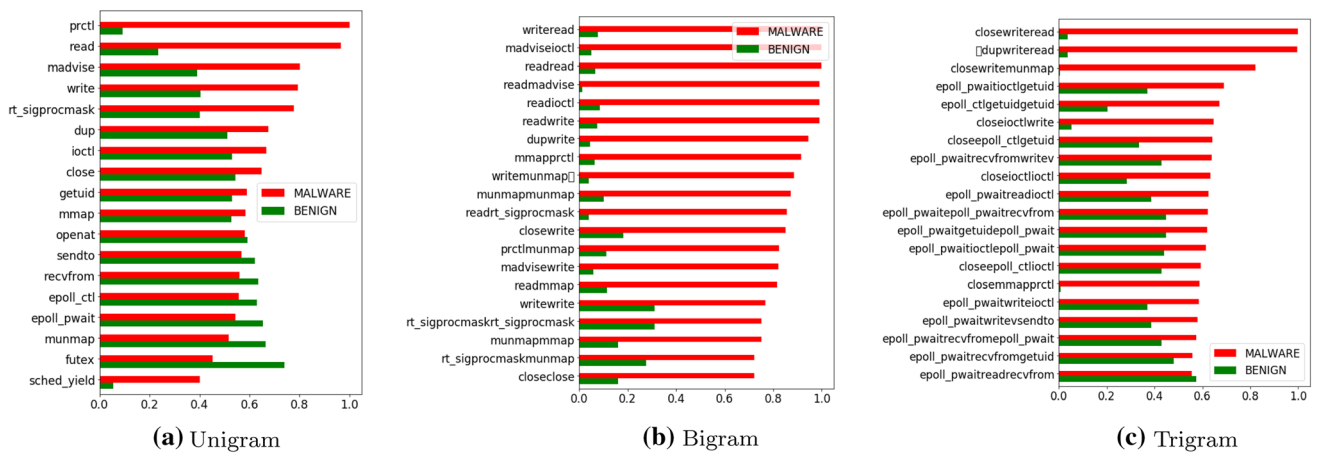 prctl
read
madvise
write
rt_sigprocmask
dup
ioctl
close
getuid
mmap
openat
sendto
recvfrom
epoll_ctl
epoll_pwait
munmap
futex
sched_yield
0.0 0.2 0.4 0.6 0.8 1.0
MALWARE
BENIGN
(a) Unigram
writeread
madviseioctl
readread
readmadvise
readioctl
readwrite
dupwrite
mmapprctl
writemunmap▯
munmapmunmap
readrt_sigprocmask
closewrite
prctlmunmap
madvisewrite
readmmap
writewrite
rt_sigprocmaskrt_sigprocmask
munmapmmap
rt_sigprocmaskmunmap
closeclose
0.0 0.2 0.4 0.6 0.8 1.0
MALWARE
BENIGN
(b) Bigram
closewriteread
▯dupwriteread
closewritemunmap
epoll_pwaitioctlgetuid
epoll_ctlgetuidgetuid
closeioctlwrite
closeepoll_ctlgetuid
epoll_pwaitrecvfromwritev
closeioctlioctl
epoll_pwaitreadioctl
epoll_pwaitepoll_pwaitrecvfrom
epoll_pwaitgetuidepoll_pwait
epoll_pwaitioctlepoll_pwait
closeepoll_ctlioctl
closemmapprctl
epoll_pwaitwriteioctl
epoll_pwaitwritevsendto
epoll_pwaitrecvfromepoll_pwait
epoll_pwaitrecvfromgetuid
epoll_pwaitreadrecvfrom
0.0 0.2 0.4 0.6 0.8 1.0
MALWARE
BENIGN
(c) Trigram